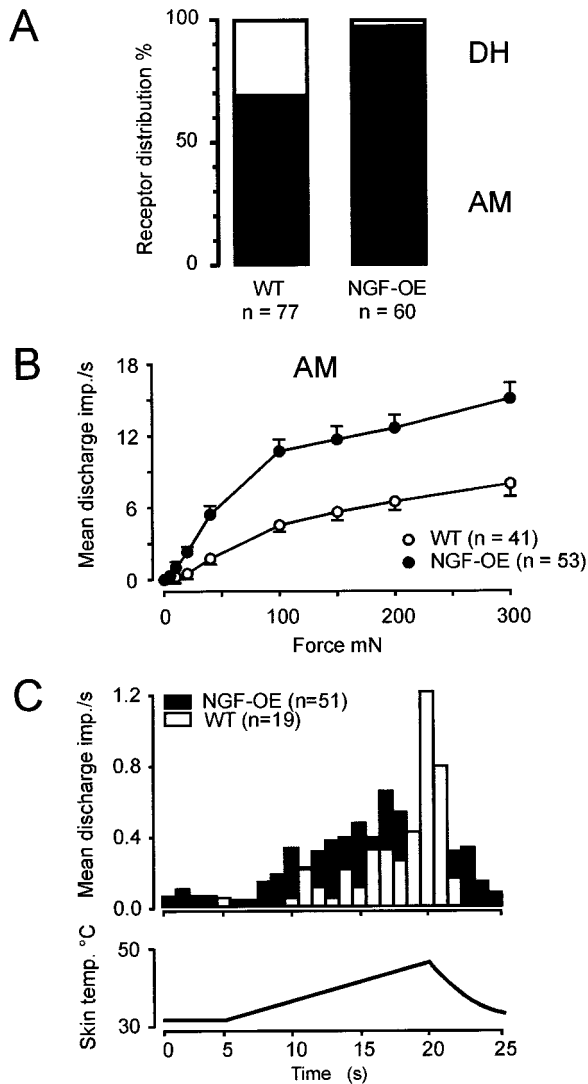 A
Receptor distribution %
100
50
0
DH
AM
WT
n = 77
NGF-OE
n = 60
B
AM
Mean discharge imp./s
18
12
6
0
WT (n = 41)
NGF-OE (n = 53)
0
100
200
300
Force mN
C
Mean discharge imp./s
1.2
0.8
0.4
0.0
NGF-OE (n=51)
WT (n=19)
Skin temp. °C
50
30
0
5
10
15
20
25
Time (s)